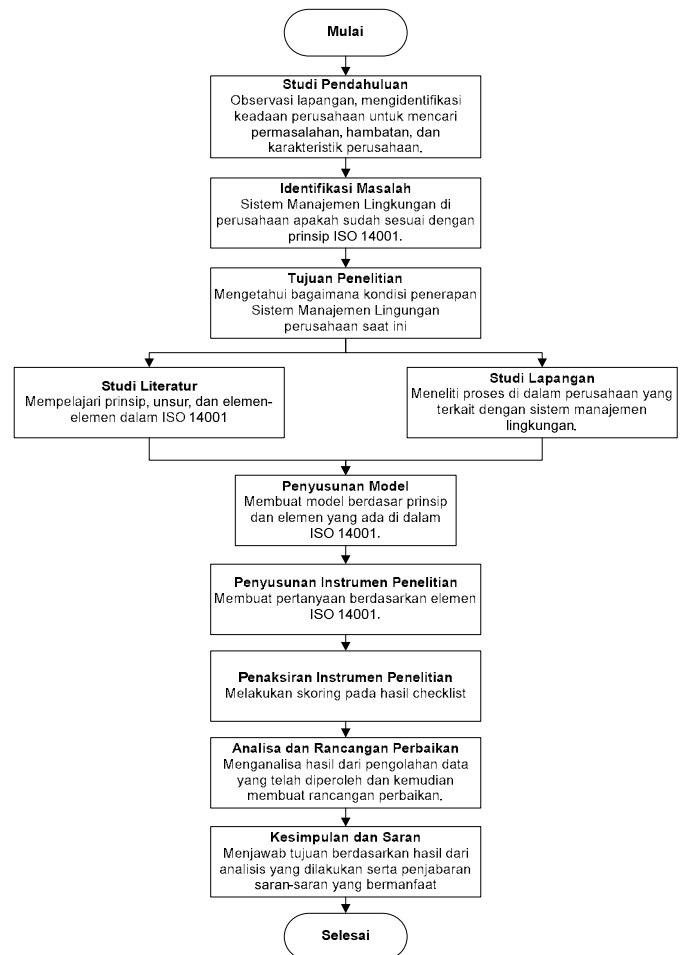 Mulai
Studi Pendahuluan
Observasi lapangan, mengidentifikasi
keadaan perusahaan untuk mencari
permasalahan, hambatan, dan
karakteristik perusahaan.
Identifikasi Masalah
Sistem Manajemen Lingkungan di
perusahaan apakah sudah sesuai dengan
prinsip ISO 14001.
Tujuan Penelitian
Mengetahui bagaimana kondisi penerapan
Sistem Manajemen Lingungan
perusahaan saat ini
Studi Literatur
Mempelajari prinsip, unsur, dan elemen-
elemen dalam ISO 14001
Studi Lapangan
Meneliti proses di dalam perusahaan yang
terkait dengan sistem manajemen
lingkungan.
Penyusunan Model
Membuat model berdasar prinsip
dan elemen yang ada di dalam
ISO 14001.
Penyusunan Instrumen Penelitian
Membuat pertanyaan berdasarkan elemen
ISO 14001.
Penaksiran Instrumen Penelitian
Melakukan skoring pada hasil checklist
Analisa dan Rancangan Perbaikan
Menganalisa hasil dari pengolahan data
yang telah diperoleh dan kemudian
membuat rancangan perbaikan.
Kesimpulan dan Saran
Menjawab tujuan berdasarkan hasil dari
analisis yang dilakukan serta penjabaran
saran-saran yang bermanfaat
Selesai